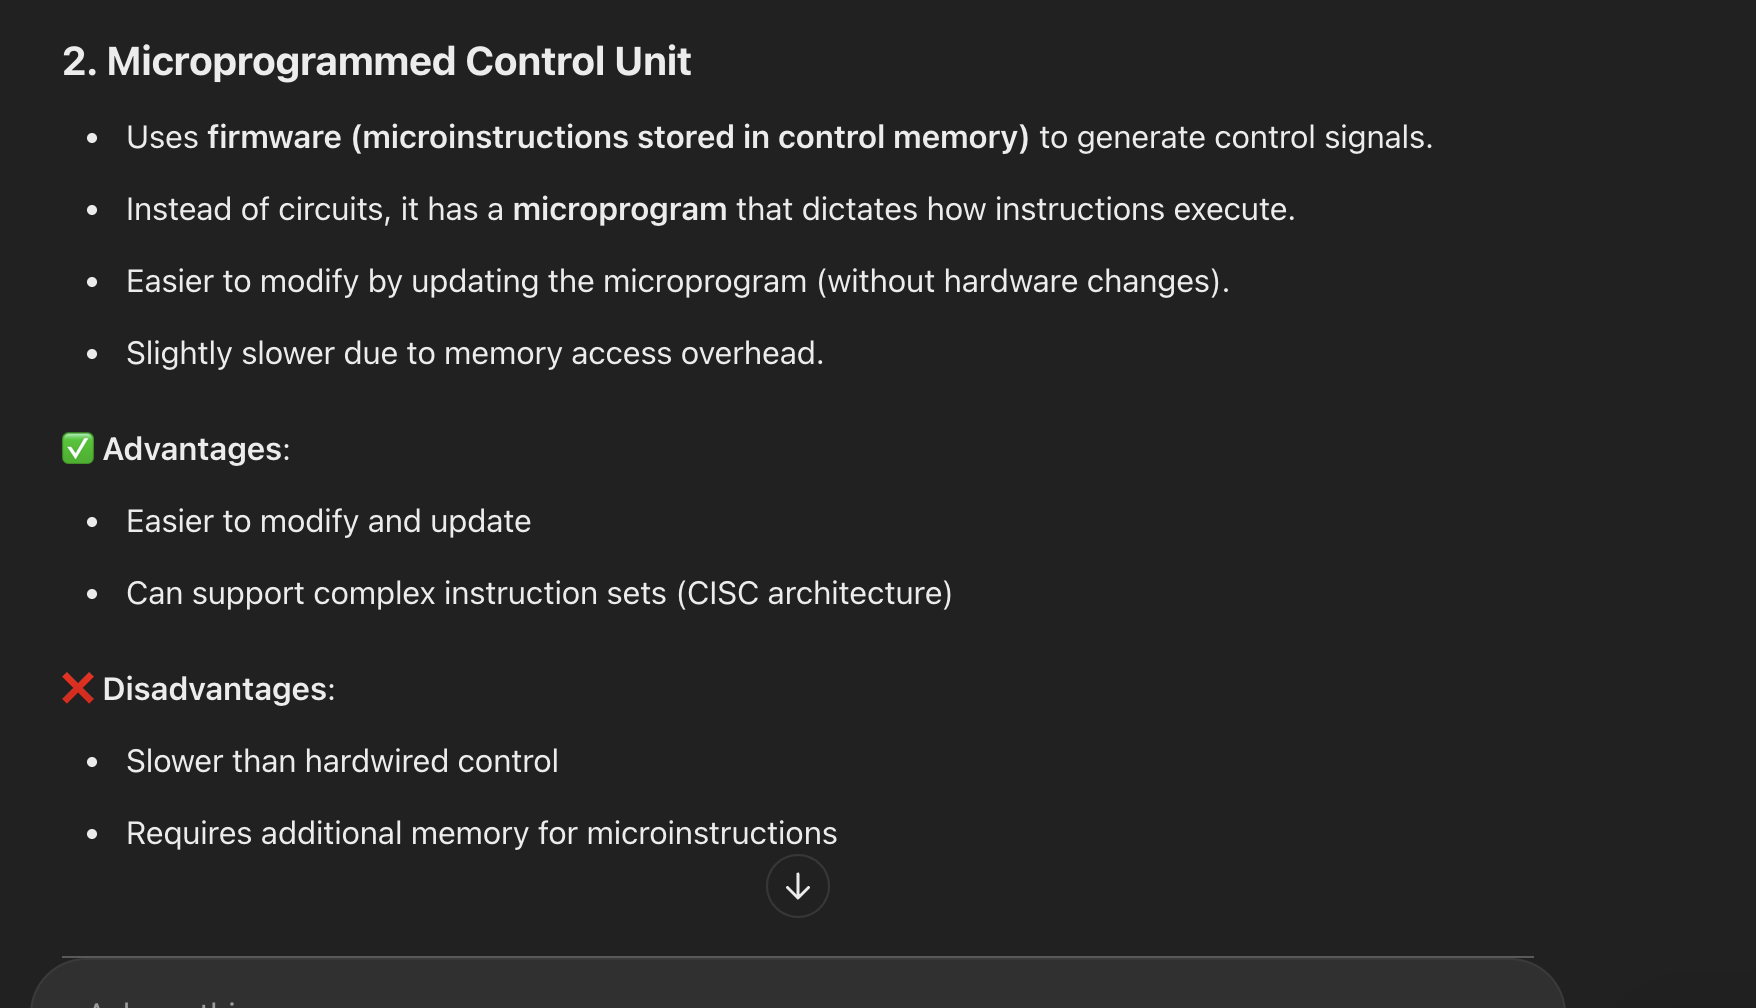 2. Microprogrammed Control Unit
• Uses firmware (microinstructions stored in control memory) to generate control signals.
• Instead of circuits, it has a microprogram that dictates how instructions execute.
• Easier to modify by updating the microprogram (without hardware changes).
• Slightly slower due to memory access overhead.
✅ Advantages:
• Easier to modify and update
• Can support complex instruction sets (CISC architecture)
❌ Disadvantages:
• Slower than hardwired control
• Requires additional memory for microinstructions